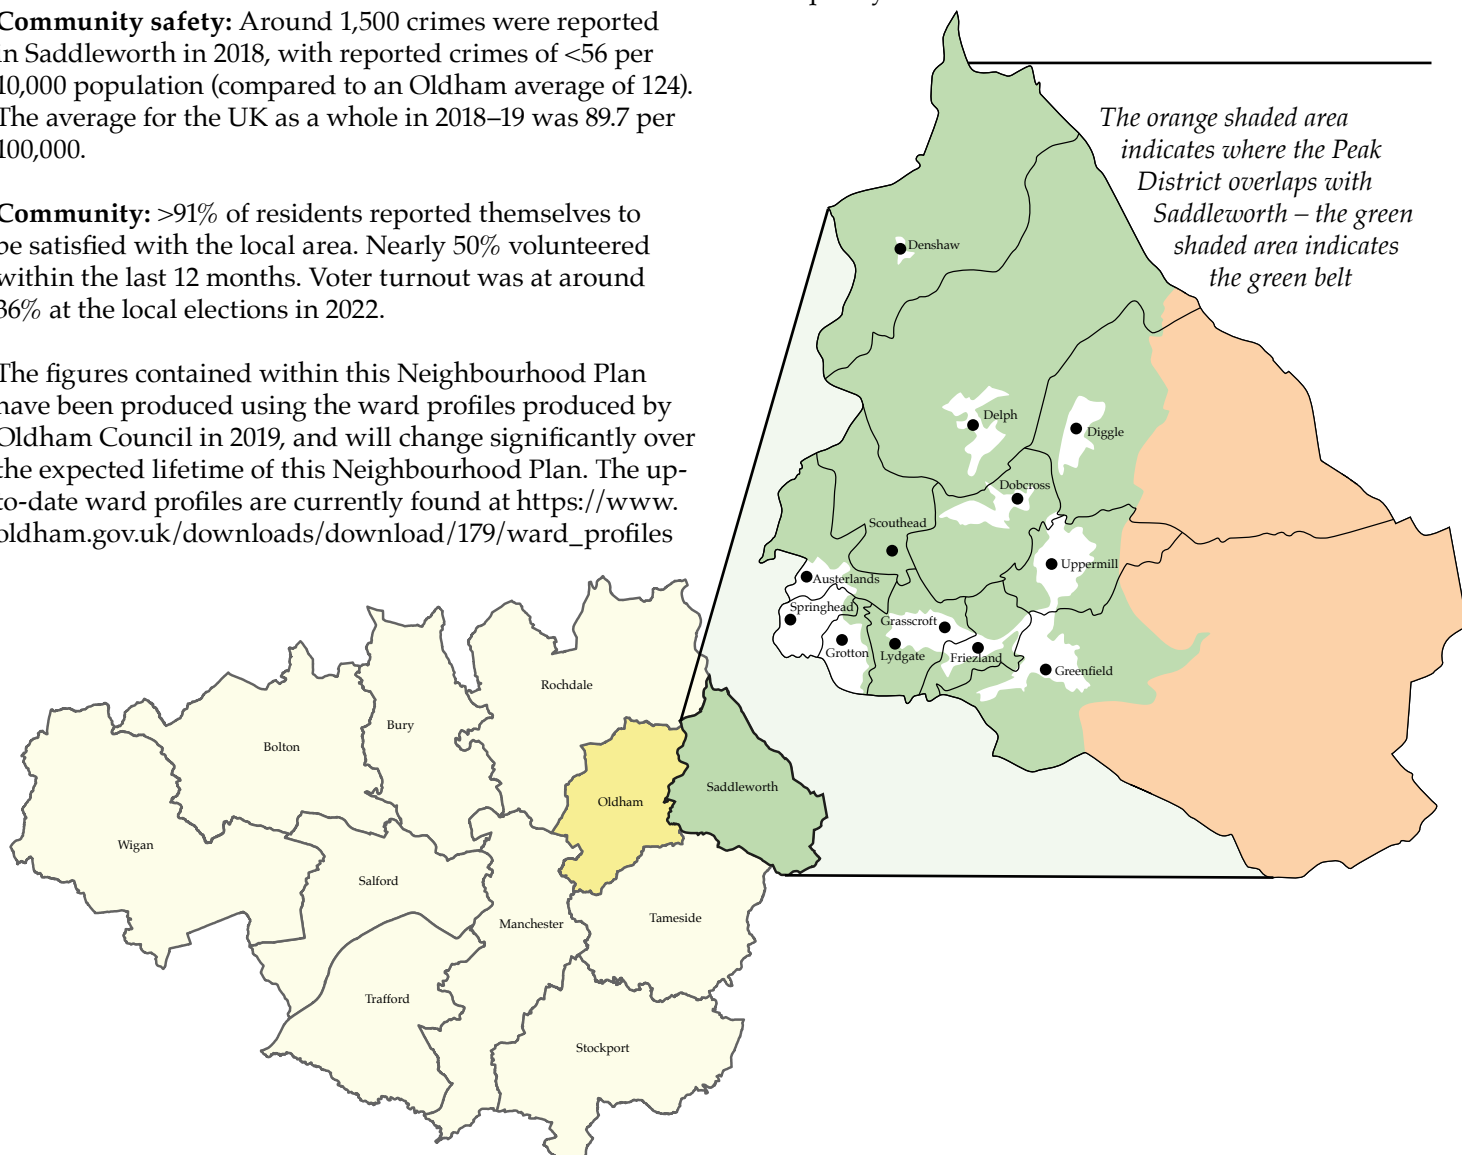 Community safety: Around 1,500 crimes were reported
in Saddleworth in 2018, with reported crimes of <56 per
10,000 population (compared to an Oldham average of 124).
The average for the UK as a whole in 2018–19 was 89.7 per
100,000.
Community: >91% of residents reported themselves to
be satisfied with the local area. Nearly 50% volunteered
within the last 12 months. Voter turnout was at around
36% at the local elections in 2022.
The figures contained within this Neighbourhood Plan
have been produced using the ward profiles produced by
Oldham Council in 2019, and will change significantly over
the expected lifetime of this Neighbourhood Plan. The up-
to-date ward profiles are currently found at https://www.
oldham.gov.uk/downloads/download/179/ward_profiles
The orange shaded area
indicates where the Peak
District overlaps with
Saddleworth – the green
shaded area indicates
the green belt
Denshaw
Delph
Diggle
Dobcross
Scouthead
Uppermill
Austerlands
Springhead
Grasscroft
Grotton
Lydgate
Friezland
Greenfield
Rochdale
Bury
Bolton
Saddleworth
Oldham
Wigan
Salford
Manchester
Tameside
Trafford
Stockport